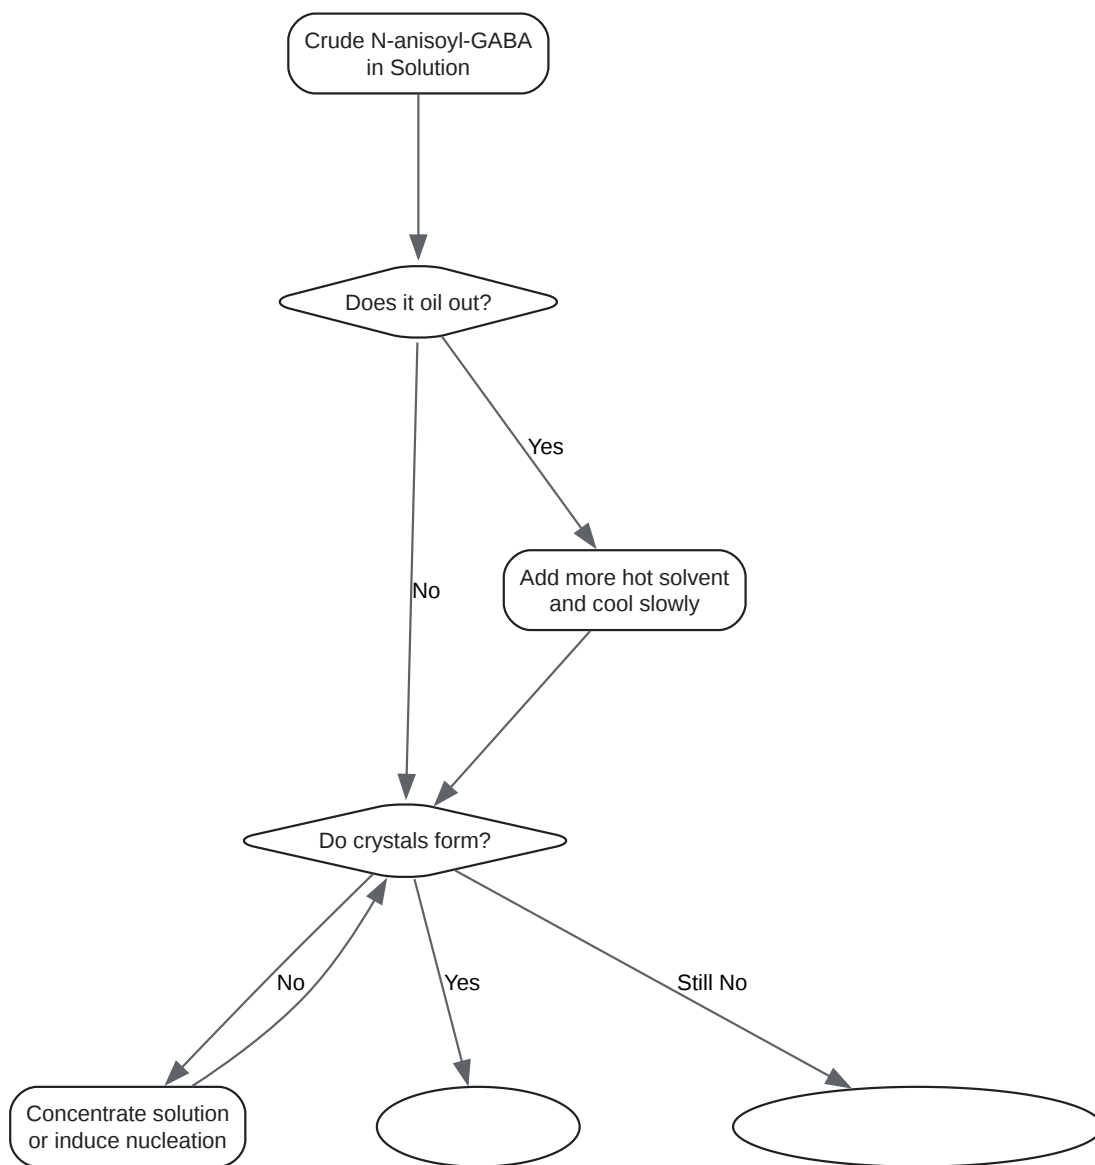 Crude N-anisoyl-GABA
in Solution
Does it oil out?
Yes
No
Add more hot solvent
and cool slowly
Do crystals form?
No
Yes
Still No
Concentrate solution
or induce nucleation